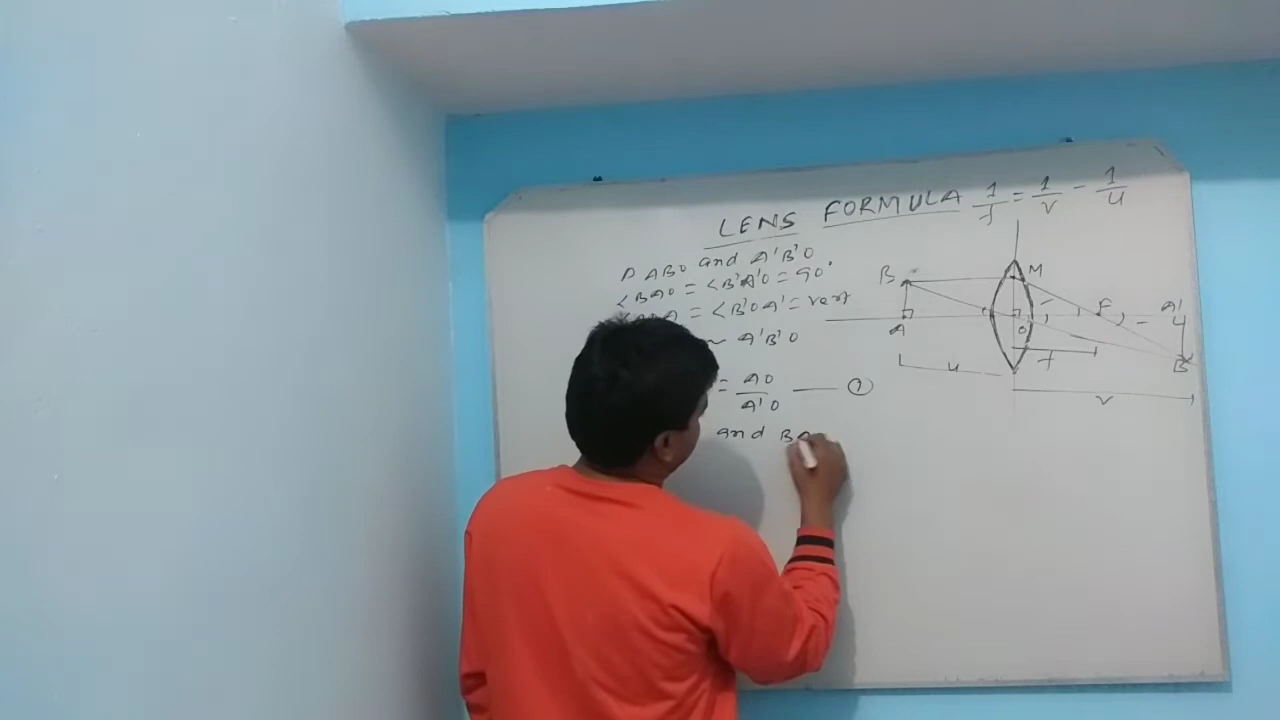 LENS FORMULA 1/f = 1/v - 1/u
Δ ABO and A'B'O
<BAO = <B'A'O = 90°
= <B'OA' = vert
~ A'B'O
= AO/A'O —— ①
and B
B
M
F
A'
A
O
B'
u
f
v